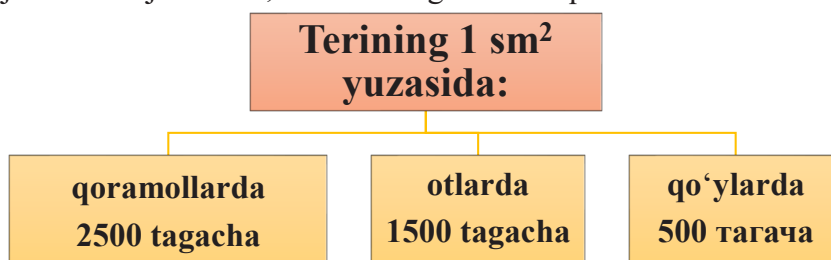 Terining 1 sm²
yuzasida:
qoramollarda
2500 tagacha
otlarda
1500 tagacha
qo‘ylarda
500 тагача